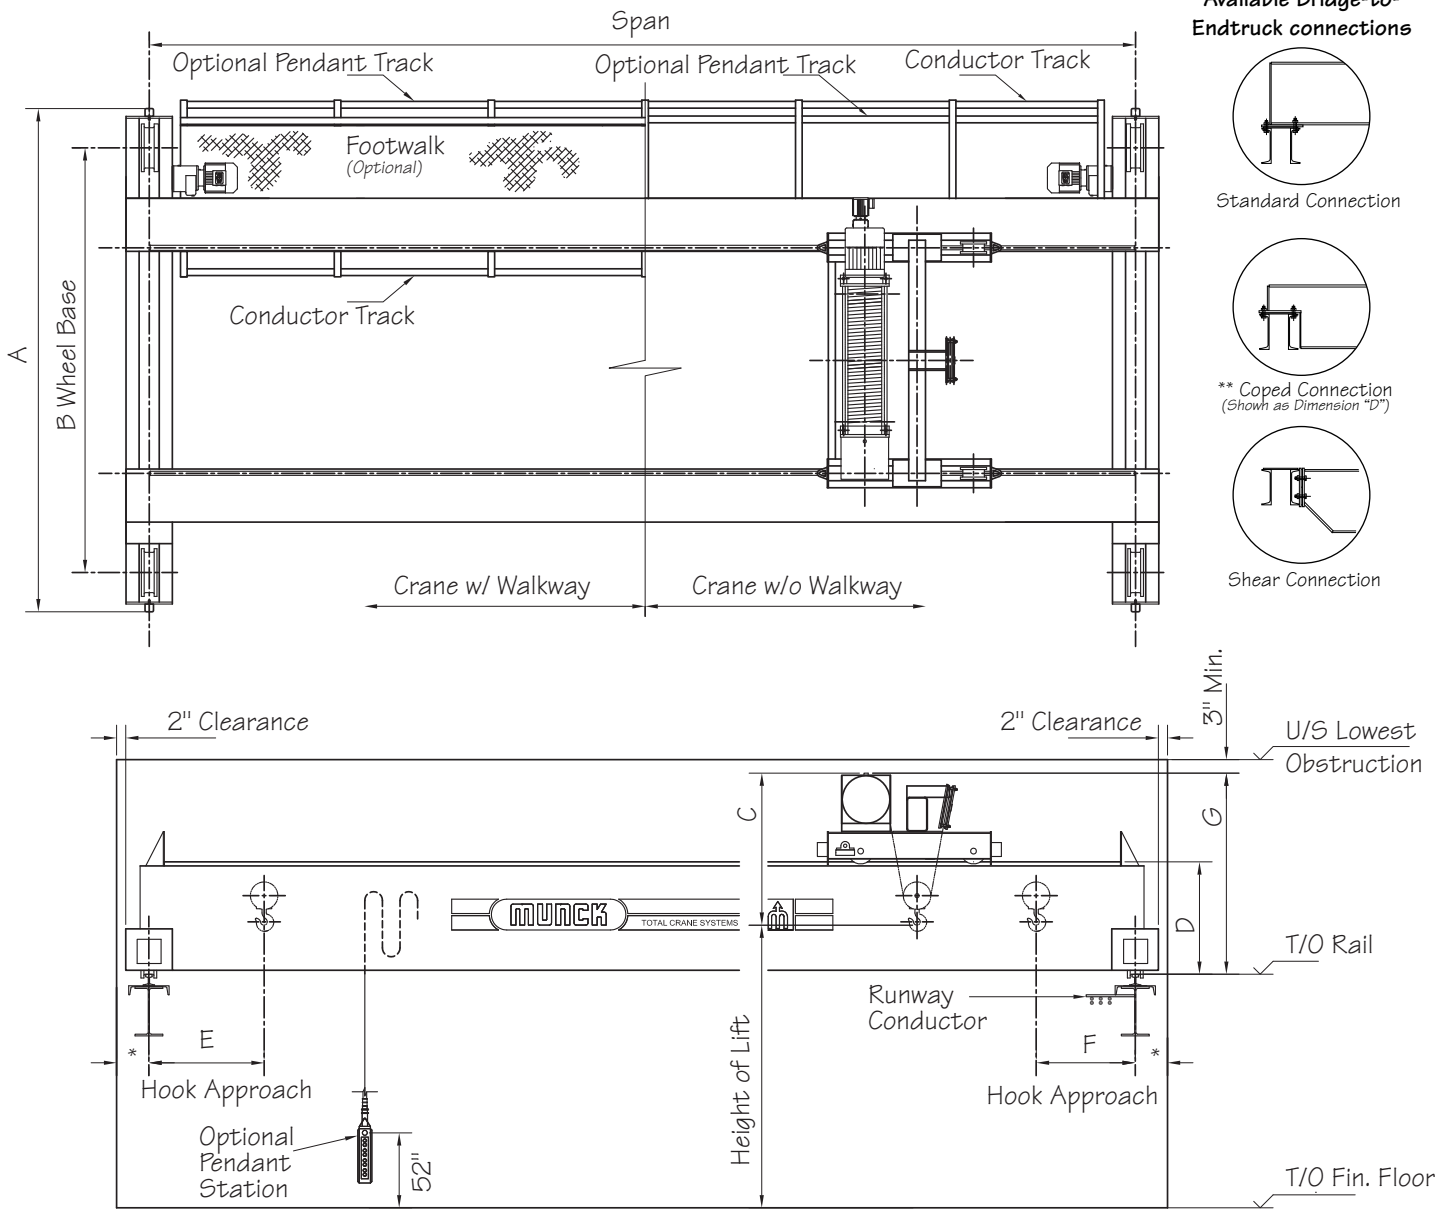 Available Bridge-to-
Endtruck connections
Span
Optional Pendant Track
Optional Pendant Track
Conductor Track
Footwalk
(Optional)
Standard Connection
A
B Wheel Base
Conductor Track
** Coped Connection
(Shown as Dimension "D")
Shear Connection
Crane w/ Walkway
Crane w/o Walkway
2" Clearance
2" Clearance
3" Min.
U/S Lowest
Obstruction
C
G
MUNCK
TOTAL CRANE SYSTEMS
m
D
T/O Rail
Runway
Conductor
*
E
F
*
Hook Approach
Hook Approach
Height of Lift
Optional
Pendant
Station
52"
T/O Fin. Floor